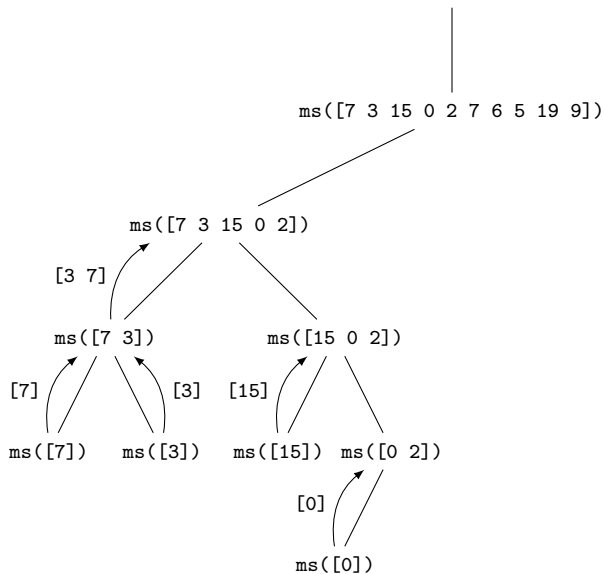 ms([7 3 15 0 2 7 6 5 19 9])
ms([7 3 15 0 2])
[3 7]
ms([7 3])
ms([15 0 2])
[7]
[3]
[15]
ms([7])
ms([3])
ms([15])
ms([0 2])
[0]
ms([0])